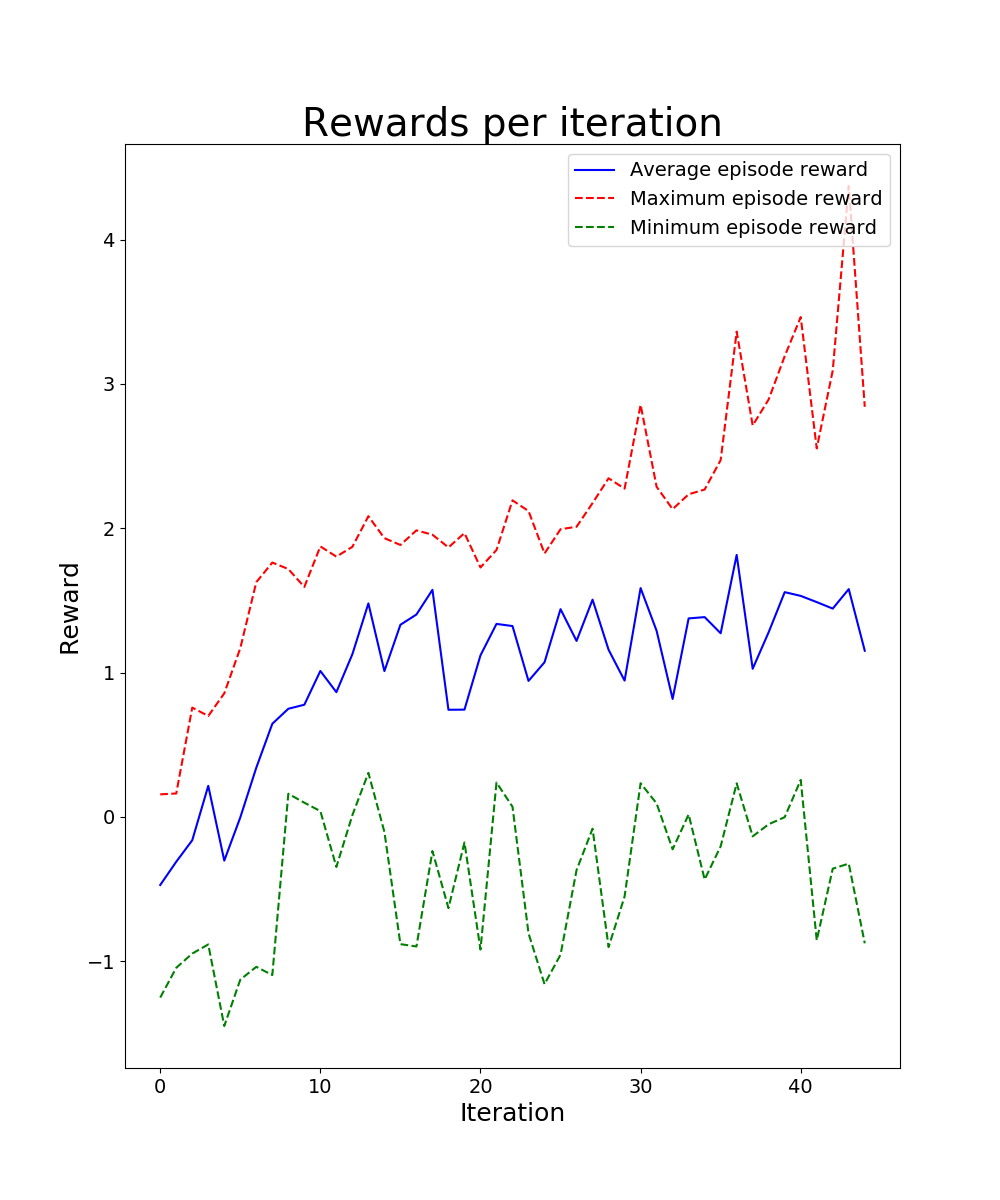 Rewards per iteration
Average episode reward
Maximum episode reward
Minimum episode reward
4
3
2
1
0
−1
Reward
0 10 20 30 40
Iteration